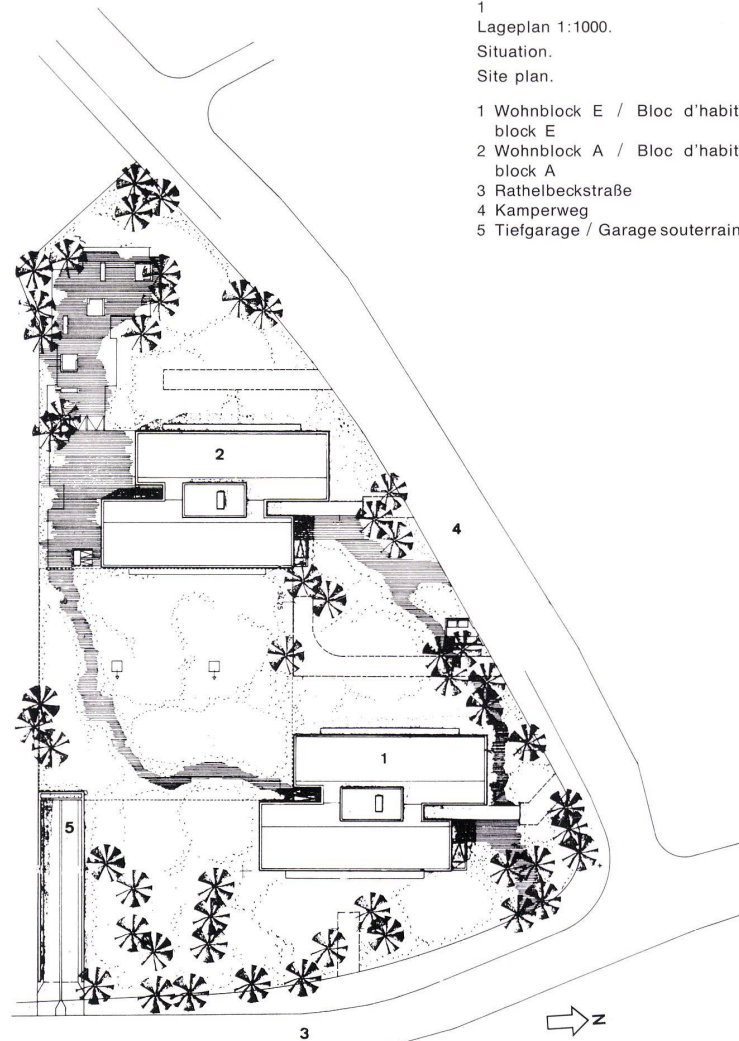 1
Lageplan 1:1000.
Situation.
Site plan.
1 Wohnblock E / Bloc d'habit
block E
2 Wohnblock A / Bloc d'habit
block A
3 Rathelbeckstraße
4 Kamperweg
5 Tiefgarage / Garage souterrain
2
4
1
5
3
N